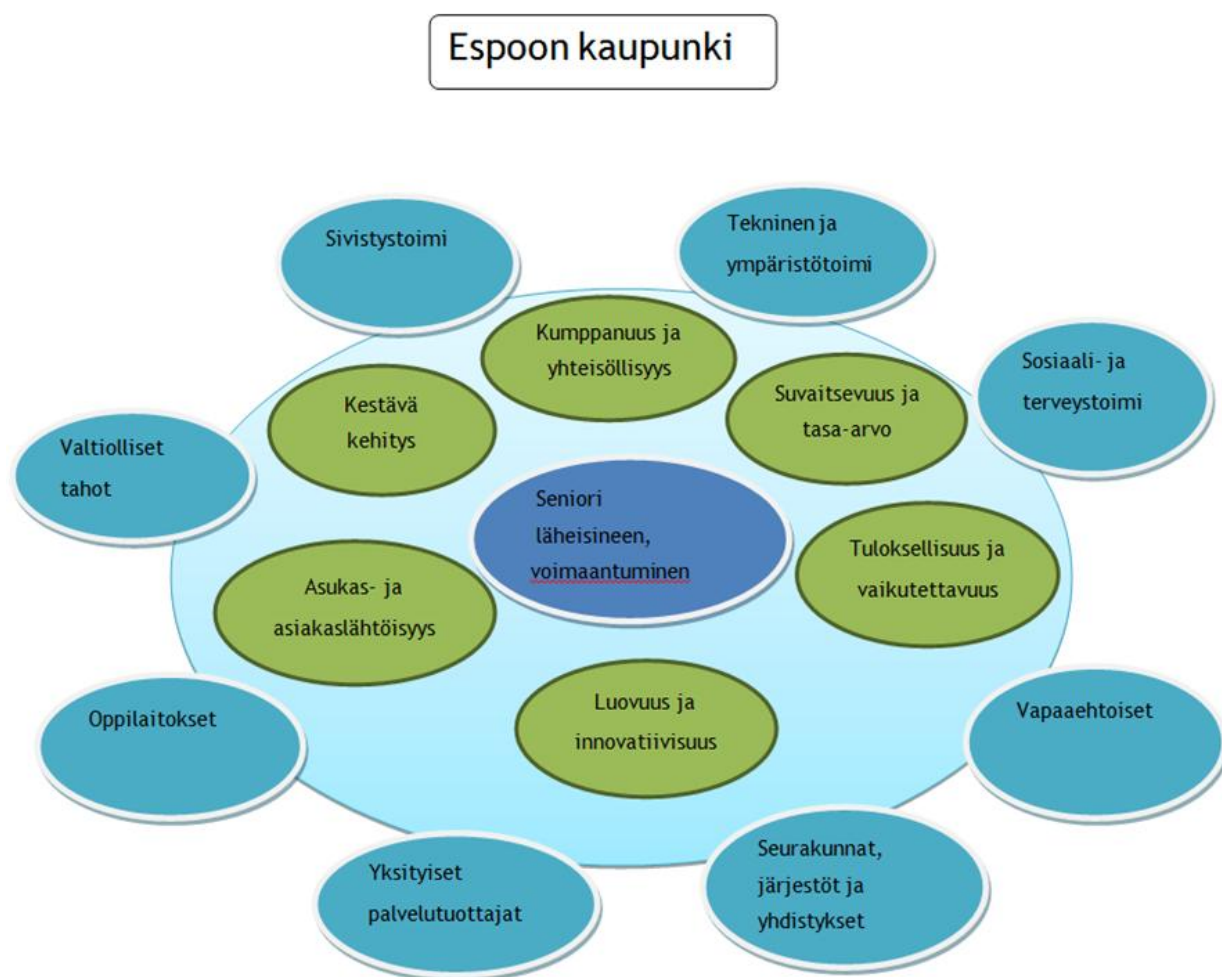 Espoon kaupunki
Sivistystoimi
Tekninen ja
ympäristötoimi
Kumppanuus ja
yhteisöllisyys
Sosiaali- ja
terveystoimi
Kestävä
kehitys
Suvaitsevuus ja
tasa-arvo
Valtiolliset
tahot
Seniori
läheisineen,
voimaantuminen
Tuloksellisuus ja
vaikutettavuus
Asukas- ja
asiakaslähtöisyys
Oppilaitokset
Luovuus ja
innovatiivisuus
Vapaaehtoiset
Yksityiset
palvelutuottajat
Seurakunnat,
järjestöt ja
yhdistykset